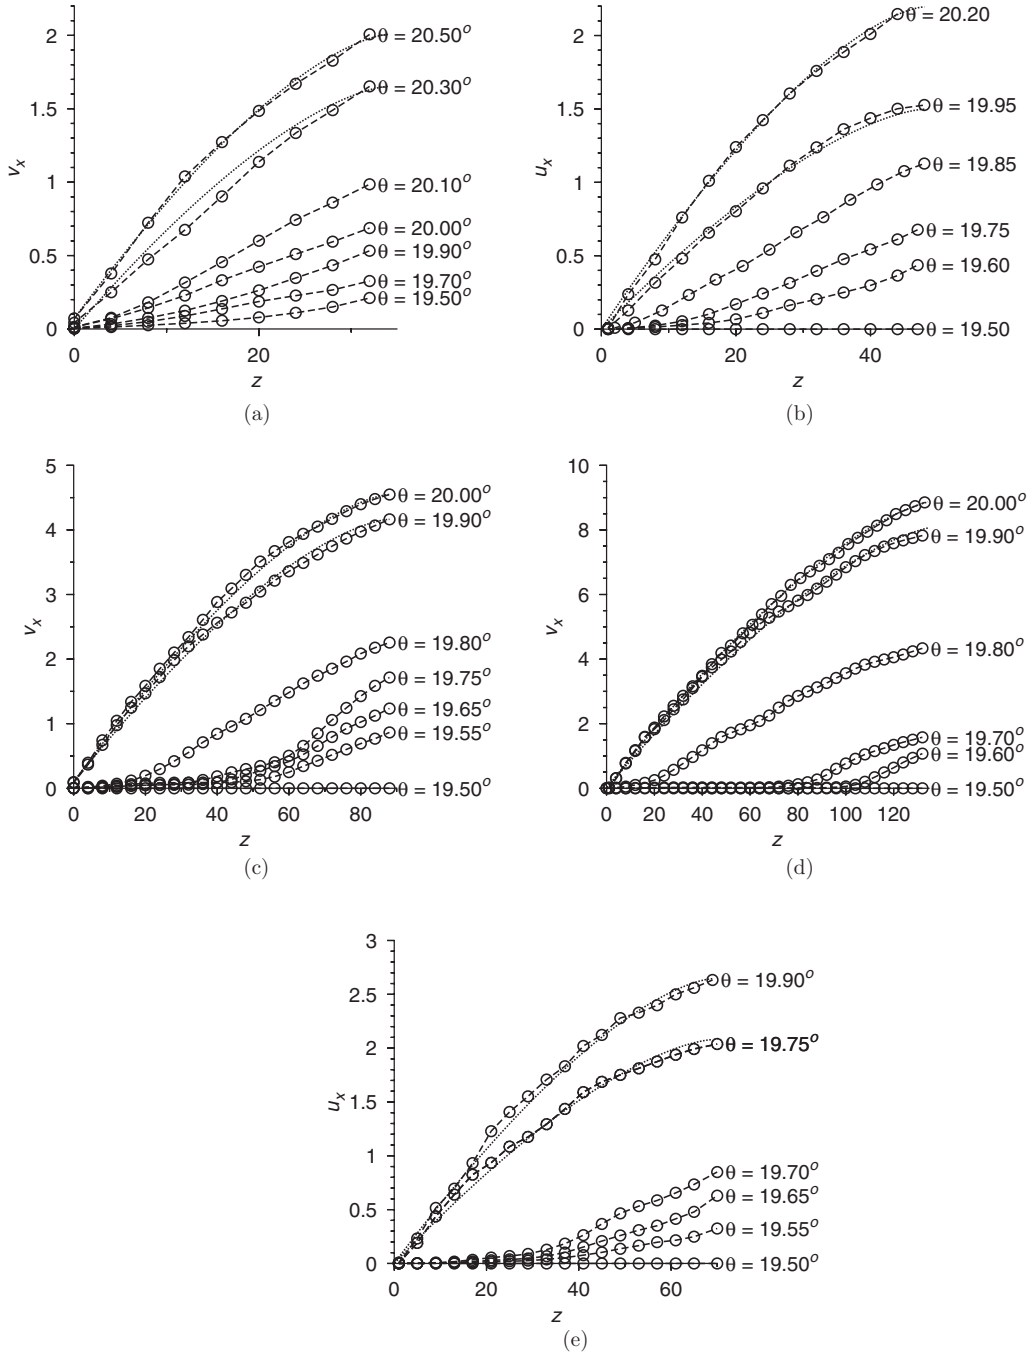 2
1.5
1
0.5
0
v_x
0
20
z
θ = 20.50°
θ = 20.30°
θ = 20.10°
θ = 20.00°
θ = 19.90°
θ = 19.70°
θ = 19.50°
(a)
2
1.5
1
0.5
0
u_x
0
20
40
z
θ = 20.20
θ = 19.95
θ = 19.85
θ = 19.75
θ = 19.60
θ = 19.50
(b)
5
4
3
2
1
0
v_x
0
20
40
60
80
z
θ = 20.00°
θ = 19.90°
θ = 19.80°
θ = 19.75°
θ = 19.65°
θ = 19.55°
θ = 19.50°
(c)
10
8
6
4
2
0
v_x
0
20
40
60
80
100
120
z
θ = 20.00°
θ = 19.90°
θ = 19.80°
θ = 19.70°
θ = 19.60°
θ = 19.50°
(d)
3
2.5
2
1.5
1
0.5
0
u_x
0
20
40
60
z
θ = 19.90°
θ = 19.75°
θ = 19.70°
θ = 19.65°
θ = 19.55°
θ = 19.50°
(e)